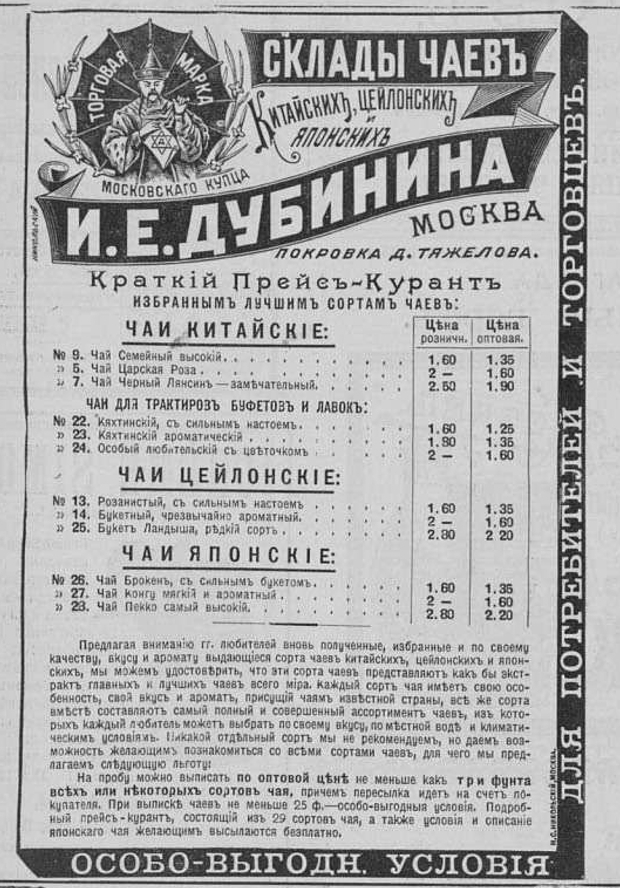 ТОРГОВАЯ МАРКА
МОСКОВСКАГО КУПЦА
СКЛАДЫ ЧАЕВЪ
КИТАЙСКИХЪ, ЦЕЙЛОНСКИХЪ
И
ЯПОНСКИХЪ
И. Е. ДУБИНИНА
МОСКВА
ПОКРОВКА Д. ТЯЖЕЛОВА.
Краткій Прейсъ-Курантъ
ИЗБРАННЫМЪ ЛУЧШИМЪ СОРТАМЪ ЧАЕВЪ:
ЧАИ КИТАЙСКІЕ: Цѣна розничн. Цѣна оптовая.
№ 9. Чай Семейный высокій. 1.60 1.35
» 5. Чай Царская Роза 2 — 1.60
» 7. Чай Черный Лянсинъ — замѣчательный. 2.50 1.90
ЧАИ ДЛЯ ТРАКТИРОВЪ БУФЕТОВЪ И ЛАВОКЪ:
№ 22. Кяхтинскій, съ сильнымъ настоемъ. 1.60 1.25
» 23. Кяхтинскій ароматическій 1.80 1.35
» 24. Особый любительскій съ цвѣточкомъ 2 — 1.60
ЧАИ ЦЕЙЛОНСКІЕ:
№ 13. Розанистый, съ сильнымъ настоемъ 1.60 1.35
» 14. Букетный, чрезвычайно ароматный. 2 — 1.60
» 25. Букетъ Ландыша, рѣдкій сортъ 2.80 2 20
ЧАИ ЯПОНСКІЕ:
№ 26. Чай Брокенъ, съ сильнымъ букетомъ. 1.60 1.35
» 27. Чай Конгу мягкій и ароматный 2 — 1.60
» 28. Чай Пекко самый высокій. 2.80 2.20
Предлагая вниманію гг. любителей вновь полученные, избранные и по своему
качеству, вкусу и аромату выдающіеся сорта чаевъ китайскихъ, цейлонскихъ и япон-
скихъ, мы можемъ удостовѣрить, что эти сорта чаевъ представляютъ какъ бы экст-
рактъ главныхъ и лучшихъ чаевъ всего міра. Каждый сортъ чая имѣетъ свою осо-
бенность, свой вкусъ и ароматъ, присущій чаямъ извѣстной страны, всѣ же сорта
вмѣстѣ составляютъ самый полный и совершенный ассортиментъ чаевъ, изъ кото-
рыхъ каждый любитель можетъ выбрать по своему вкусу, по мѣстной водѣ и климати-
ческимъ условіямъ. Никакой отдѣльный сортъ мы не рекомендуемъ, но даемъ воз-
можность желающимъ познакомиться со всѣми сортами чаевъ, для чего мы пред-
лагаемъ слѣдующую льготу:
На пробу можно выписать по оптовой цѣнѣ не меньше какъ три фунта
всѣхъ или нѣкоторыхъ сортовъ чая, причемъ пересылка идетъ на счетъ по-
купателя. При выпискѣ чаевъ не меньше 25 ф.—особо-выгодныя условія. Подроб-
ный прейсъ-курантъ, состоящій изъ 29 сортовъ чая, а также условія и описаніе
японскаго чая желающимъ высылаются безплатно.
ОСОБО-ВЫГОДН. УСЛОВІЯ
ДЛЯ ПОТРЕБИТЕЛЕЙ И ТОРГОВЦЕВЪ.